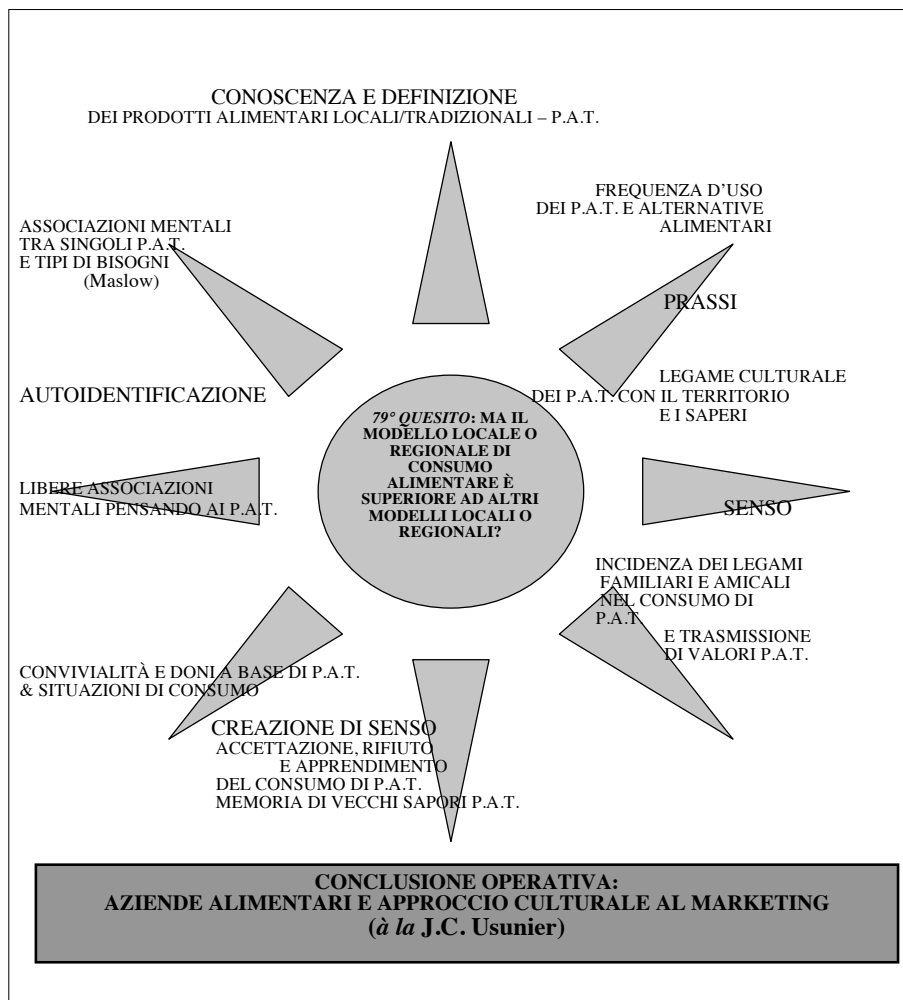 CONOSCENZA E DEFINIZIONE
DEI PRODOTTI ALIMENTARI LOCALI/TRADIZIONALI – P.A.T.
FREQUENZA D'USO
DEI P.A.T. E ALTERNATIVE
ALIMENTARI
ASSOCIAZIONI MENTALI
TRA SINGOLI P.A.T.
E TIPI DI BISOGNI
(Maslow)
PRASSI
AUTOIDENTIFICAZIONE
LEGAME CULTURALE
DEI P.A.T. CON IL TERRITORIO
E I SAPERI
79° QUESITO: MA IL
MODELLO LOCALE O
REGIONALE DI
CONSUMO
ALIMENTARE È
SUPERIORE AD ALTRI
MODELLI LOCALI O
REGIONALI?
LIBERE ASSOCIAZIONI
MENTALI PENSANDO AI P.A.T.
SENSO
INCIDENZA DEI LEGAMI
FAMILIARI E AMICALI
NEL CONSUMO DI
P.A.T.
E TRASMISSIONE
DI VALORI P.A.T.
CONVIVIALITÀ E DONI A BASE DI P.A.T.
& SITUAZIONI DI CONSUMO
CREAZIONE DI SENSO
ACCETTAZIONE, RIFIUTO
E APPRENDIMENTO
DEL CONSUMO DI P.A.T.
MEMORIA DI VECCHI SAPORI P.A.T.
CONCLUSIONE OPERATIVA:
AZIENDE ALIMENTARI E APPROCCIO CULTURALE AL MARKETING
(à la J.C. Usunier)